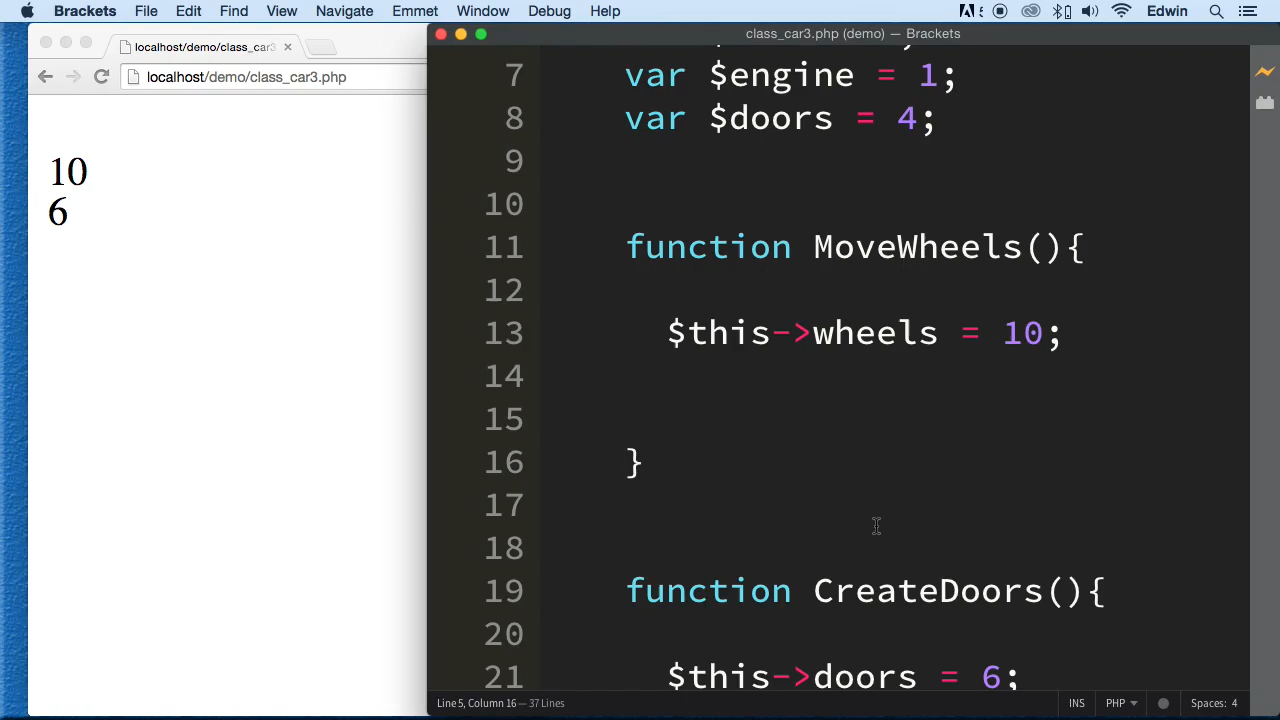 Brackets File Edit Find View Navigate Emmet Window Debug Help Edwin
class_car3.php (demo) — Brackets
localhost/demo/class_car3
localhost/demo/class_car3.php
10
6
7 var $engine = 1;
8 var $doors = 4;
9
10
11 function MoveWheels(){
12
13 $this->wheels = 10;
14
15
16 }
17
18
19 function CreateDoors(){
20
21 $this->doors = 6;
Line 5, Column 16 — 37 Lines INS PHP Spaces: 4